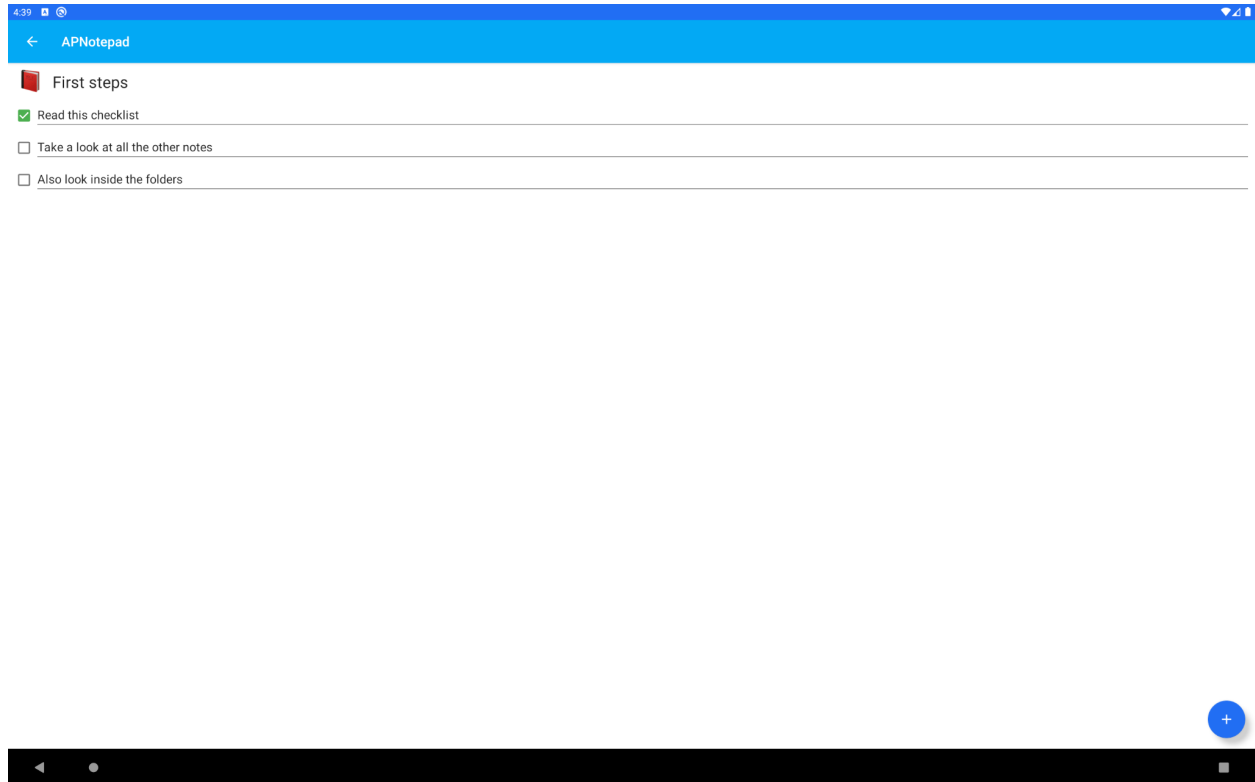 4:39
APNotepad
First steps
Read this checklist
Take a look at all the other notes
Also look inside the folders